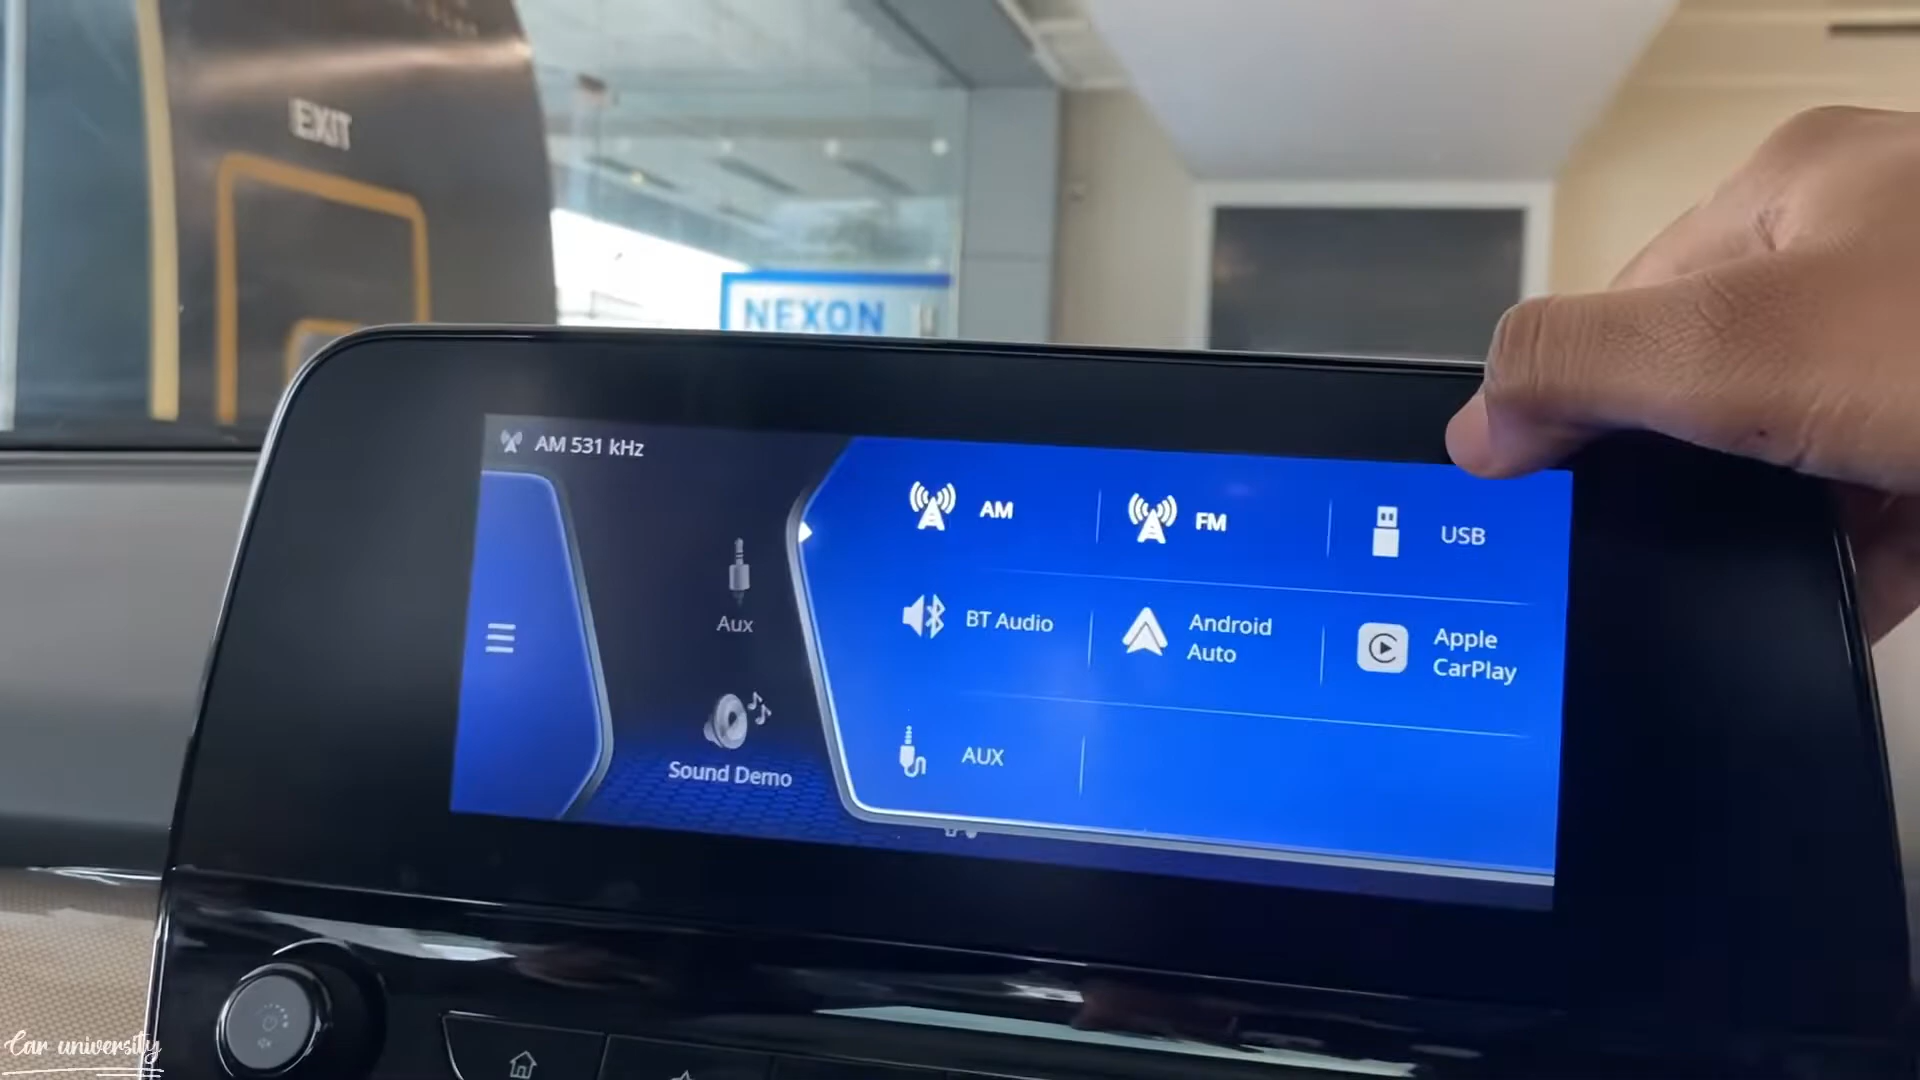 EXIT
NEXON
AM 531 kHz
AM
FM
USB
Aux
BT Audio
Android
Auto
Apple
CarPlay
Sound Demo
AUX
Car university